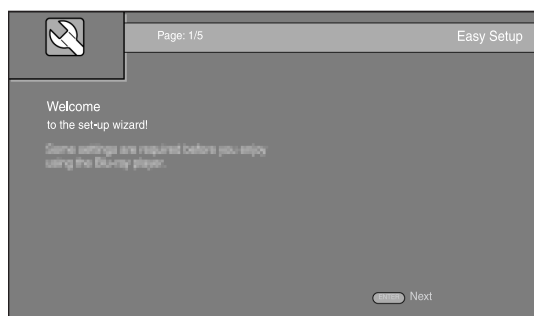 Page: 1/5
Easy Setup
Welcome
to the set-up wizard!
Some settings are required before you enjoy
using the Blu-ray player.
ENTER Next